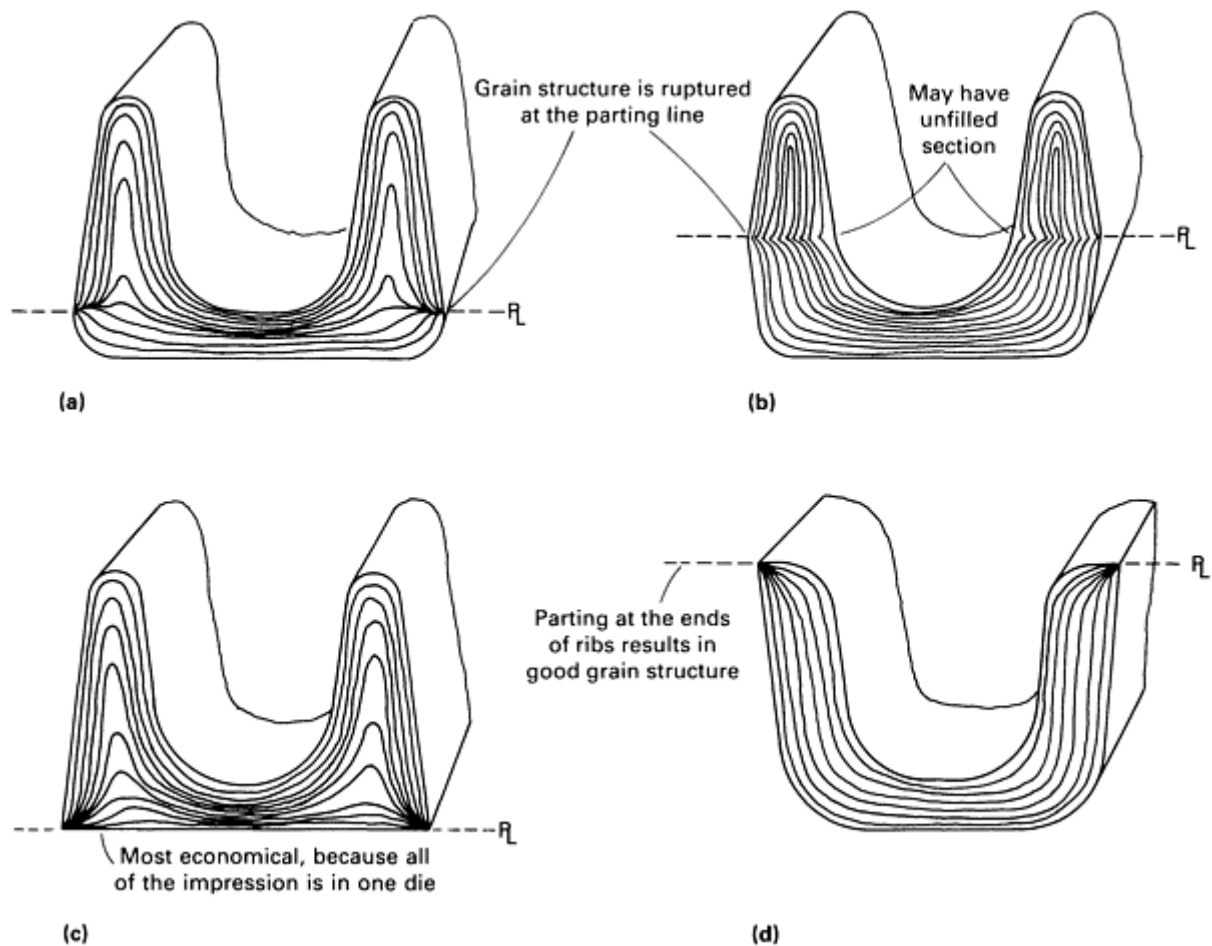 Grain structure is ruptured
at the parting line
May have
unfilled
section
PL
PL
(a)
(b)
Parting at the ends
of ribs results in
good grain structure
PL
PL
Most economical, because all
of the impression is in one die
(c)
(d)